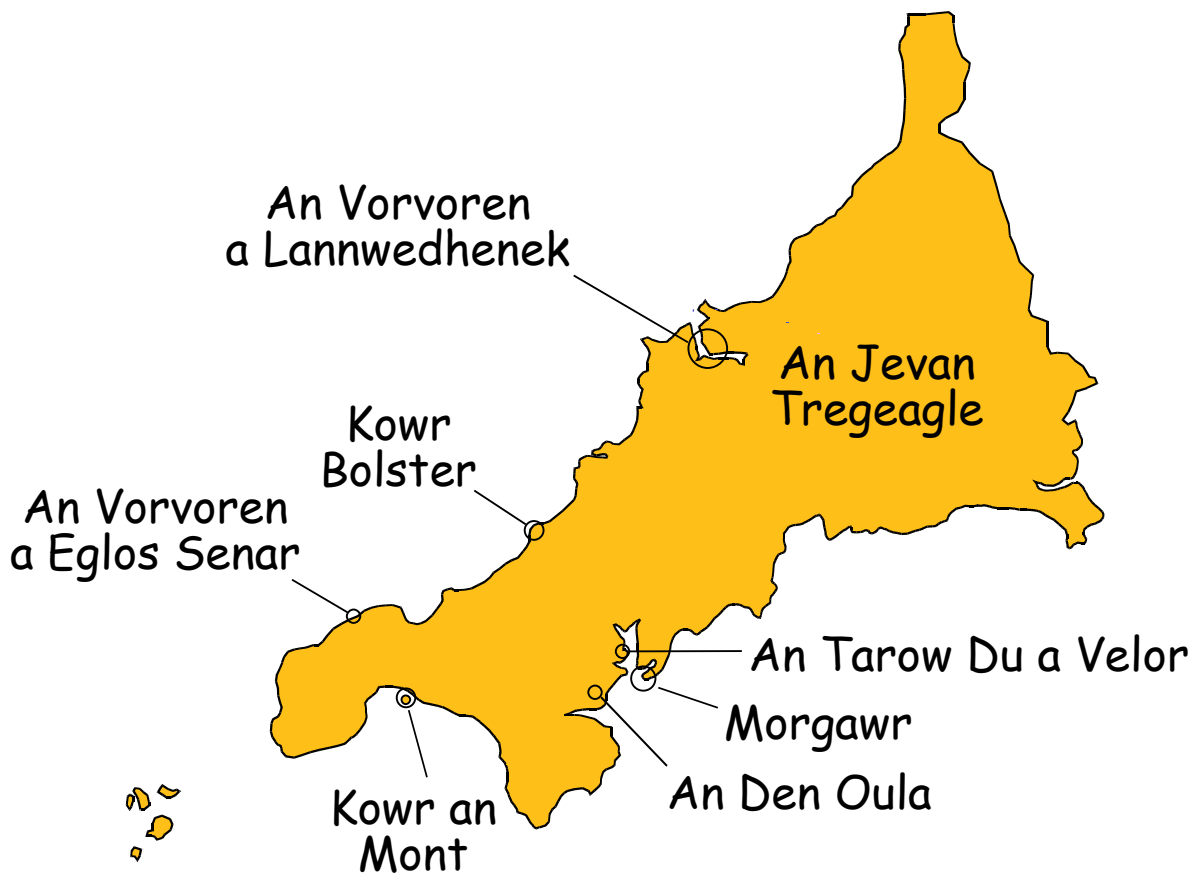 An Vorvoren
a Lannwedhenek
An Jevan
Tregeagle
Kowr
Bolster
An Vorvoren
a Eglos Senar
An Tarow Du a Velor
Morgawr
An Den Oula
Kowr an
Mont